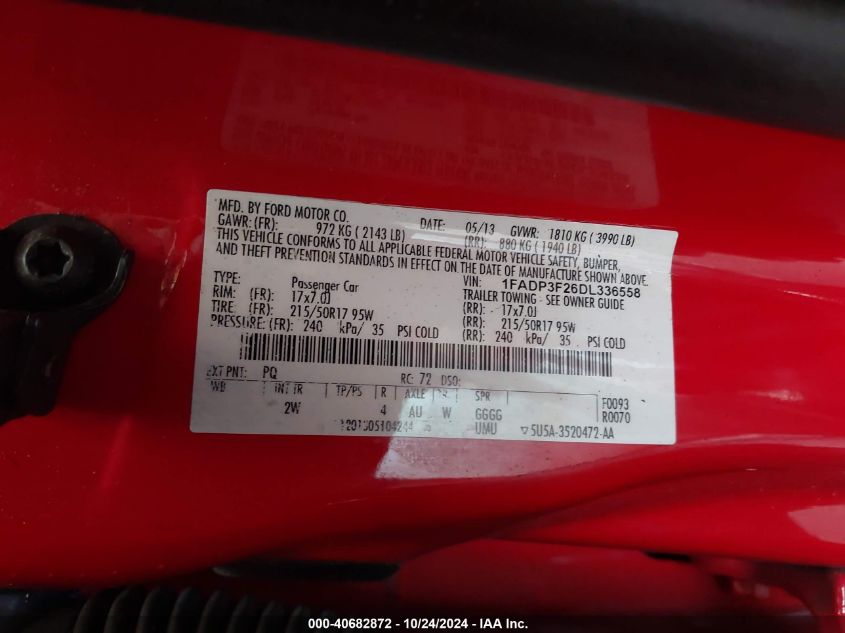 MFD. BY FORD MOTOR CO. DATE: 05/13 GVWR: 1810 KG ( 3990 LB)
GAWR: (FR): 972 KG ( 2143 LB) (RR): 880 KG ( 1940 LB)
THIS VEHICLE CONFORMS TO ALL APPLICABLE FEDERAL MOTOR VEHICLE SAFETY, BUMPER,
AND THEFT PREVENTION STANDARDS IN EFFECT ON THE DATE OF MANUFACTURE SHOWN ABOVE.
VIN: 1FADP3F26DL336558
TYPE: Passenger Car TRAILER TOWING - SEE OWNER GUIDE
RIM: (FR): 17x7.0J (RR): 17x7.0J
TIRE: (FR): 215/50R17 95W (RR): 215/50R17 95W
PRESSURE: (FR): 240 kPa/ 35 PSI COLD (RR): 240 kPa/ 35 PSI COLD
EXT PNT: PQ RC: 72 DSO:
WB INT TR TP/PS R AXLE TR SPR F0093
2W 4 AU W GGGG R0070
UMU ▽ 5U5A-3520472-AA
000-40682872 - 10/24/2024 - IAA Inc.